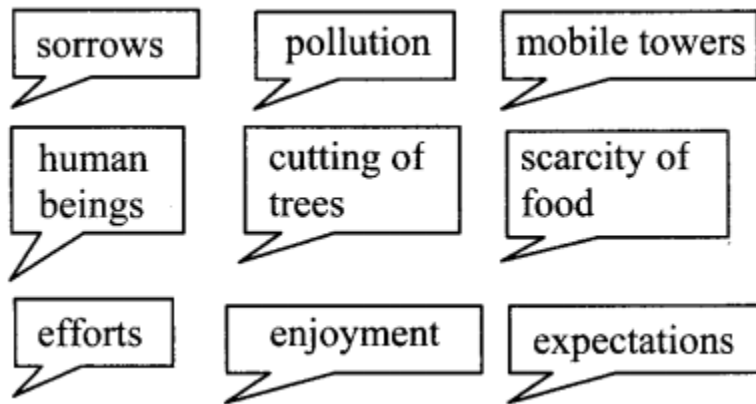 sorrows
pollution
mobile towers
human
beings
cutting of
trees
scarcity of
food
efforts
enjoyment
expectations